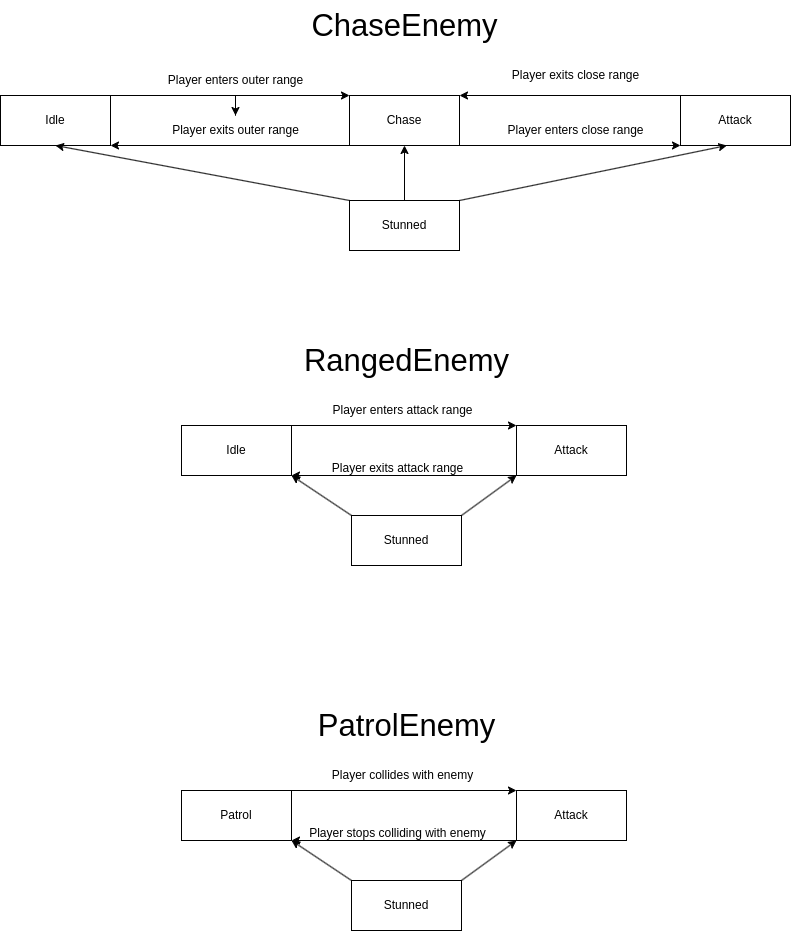 ChaseEnemy
Player exits close range
Player enters outer range
Idle
Chase
Attack
Player exits outer range
Player enters close range
Stunned
RangedEnemy
Player enters attack range
Idle
Attack
Player exits attack range
Stunned
PatrolEnemy
Player collides with enemy
Patrol
Attack
Player stops colliding with enemy
Stunned